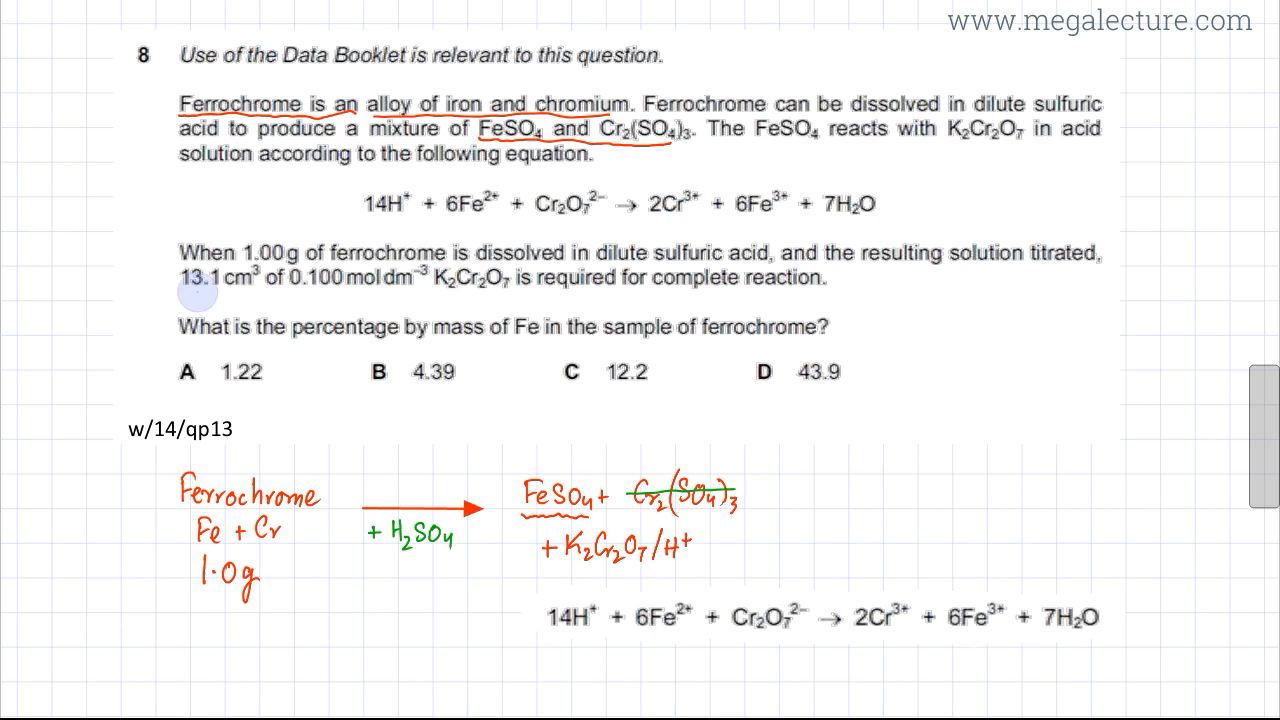 www.megalecture.com
8 Use of the Data Booklet is relevant to this question.
Ferrochrome is an alloy of iron and chromium. Ferrochrome can be dissolved in dilute sulfuric
acid to produce a mixture of FeSO₄ and Cr₂(SO₄)₃. The FeSO₄ reacts with K₂Cr₂O₇ in acid
solution according to the following equation.
14H⁺ + 6Fe²⁺ + Cr₂O₇²⁻ → 2Cr³⁺ + 6Fe³⁺ + 7H₂O
When 1.00 g of ferrochrome is dissolved in dilute sulfuric acid, and the resulting solution titrated,
13.1 cm³ of 0.100 mol dm⁻³ K₂Cr₂O₇ is required for complete reaction.
What is the percentage by mass of Fe in the sample of ferrochrome?
A 1.22 B 4.39 C 12.2 D 43.9
w/14/qp13
Ferrochrome FeSO₄ + Cr₂(SO₄)₃
Fe + Cr + H₂SO₄ + K₂Cr₂O₇/H⁺
1.0g
14H⁺ + 6Fe²⁺ + Cr₂O₇²⁻ → 2Cr³⁺ + 6Fe³⁺ + 7H₂O